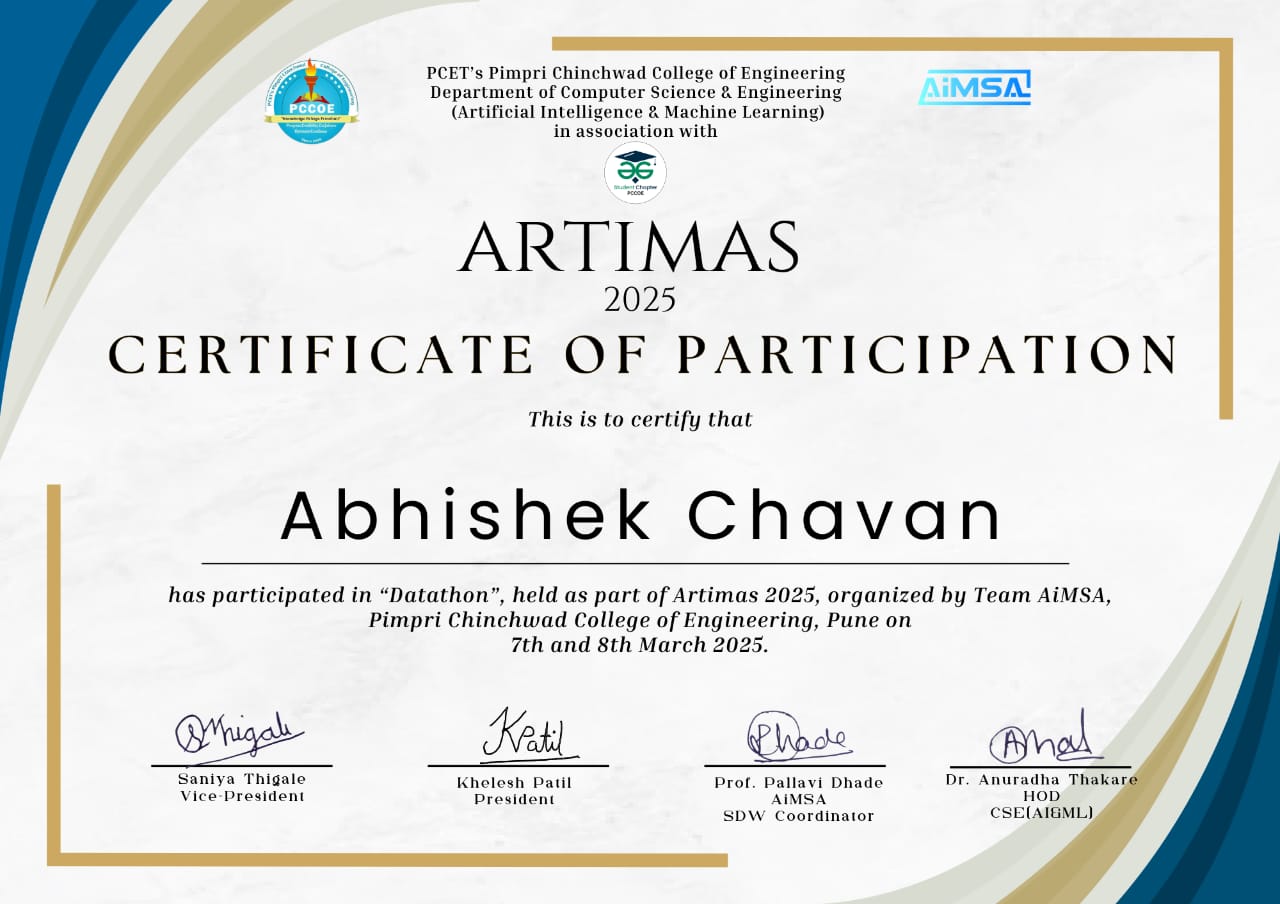 PCET's Pimpri Chinchwad College of Engineering
Department of Computer Science & Engineering
(Artificial Intelligence & Machine Learning)
in association with
PCCOE
"Knowledge Brings Freedom"
AiMSA
Student Chapter
PCCOE
ARTIMAS
2025
CERTIFICATE OF PARTICIPATION
This is to certify that
Abhishek Chavan
has participated in “Datathon”, held as part of Artimas 2025, organized by Team AiMSA,
Pimpri Chinchwad College of Engineering, Pune on
7th and 8th March 2025.
SThigale
KPatil
PDhade
Saniya Thigale
Vice-President
Khelesh Patil
President
Prof. Pallavi Dhade
AiMSA
SDW Coordinator
Dr. Anuradha Thakare
HOD
CSE(AI&ML)